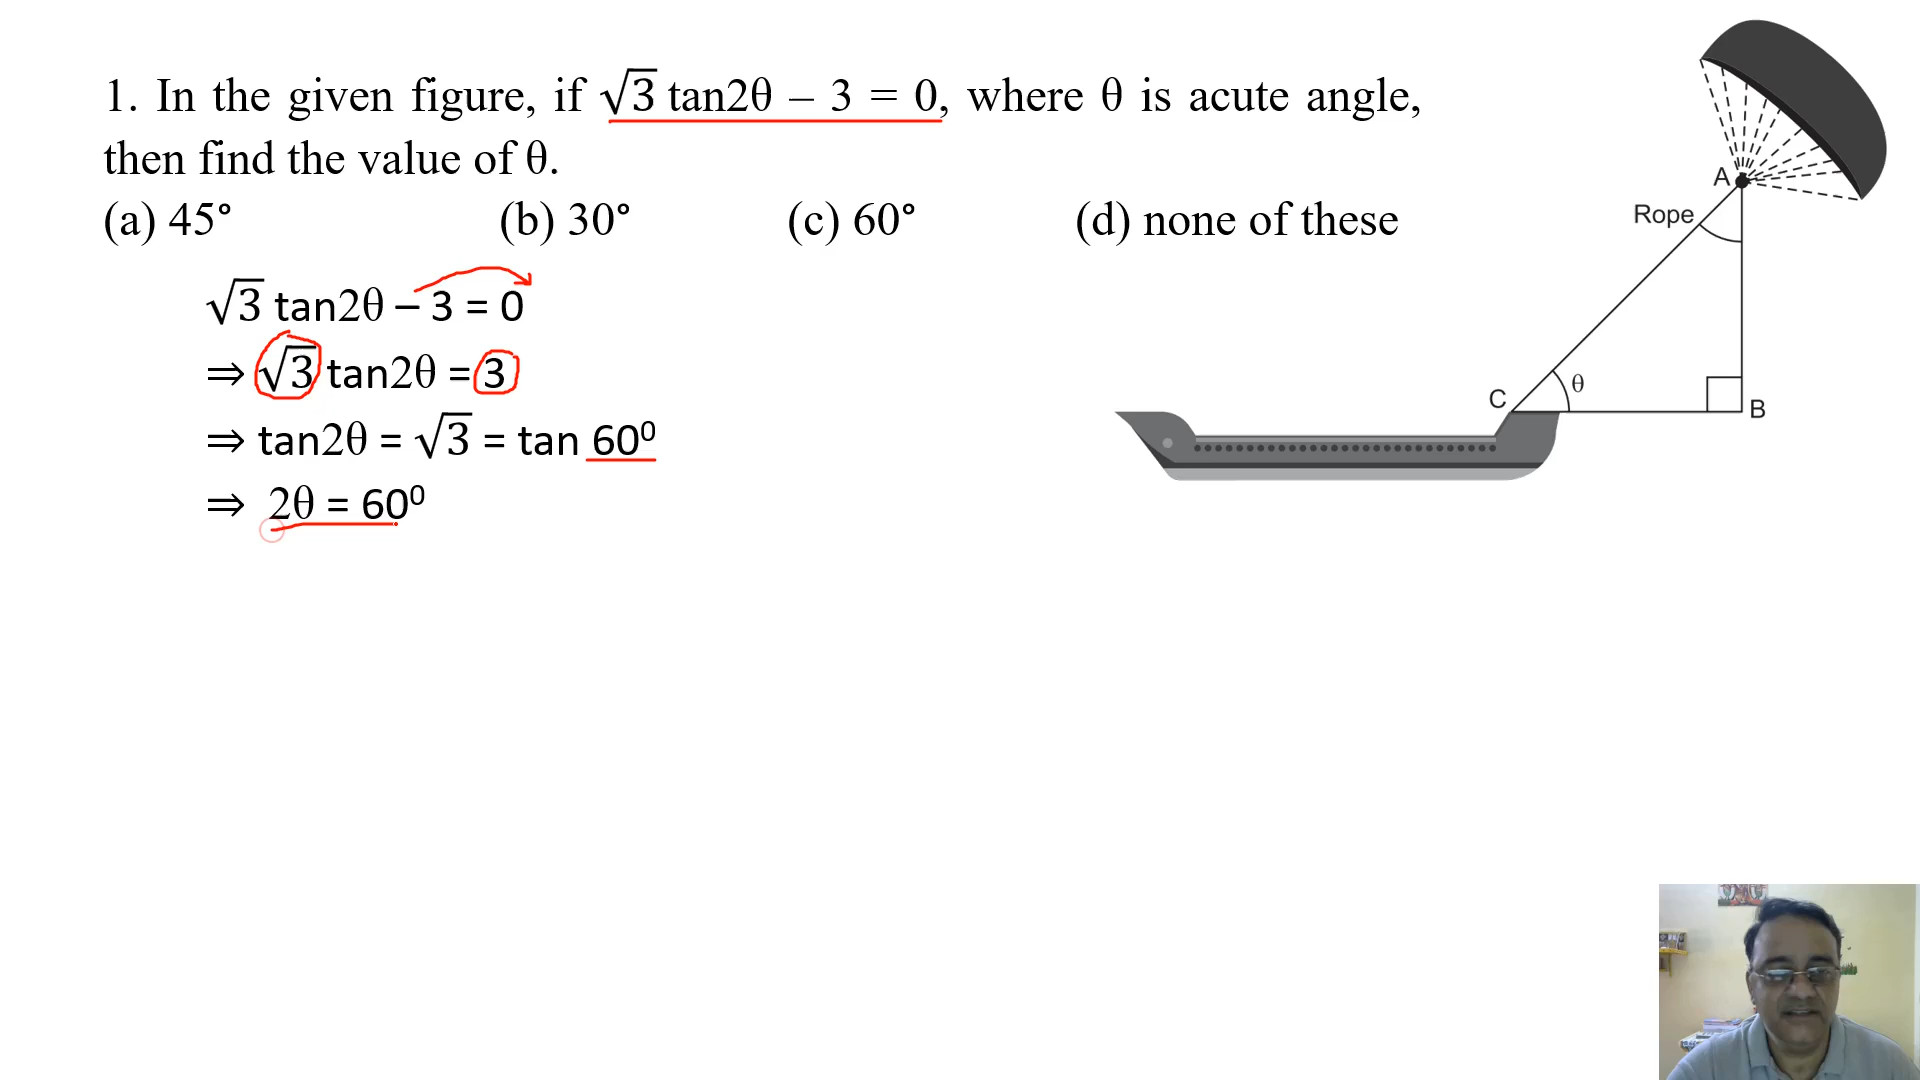 1. In the given figure, if √3 tan2θ – 3 = 0, where θ is acute angle,
then find the value of θ.
(a) 45° (b) 30° (c) 60° (d) none of these
√3 tan2θ – 3 = 0
⇒ √3 tan2θ = 3
⇒ tan2θ = √3 = tan 60⁰
⇒ 2θ = 60⁰
A
Rope
C
θ
B